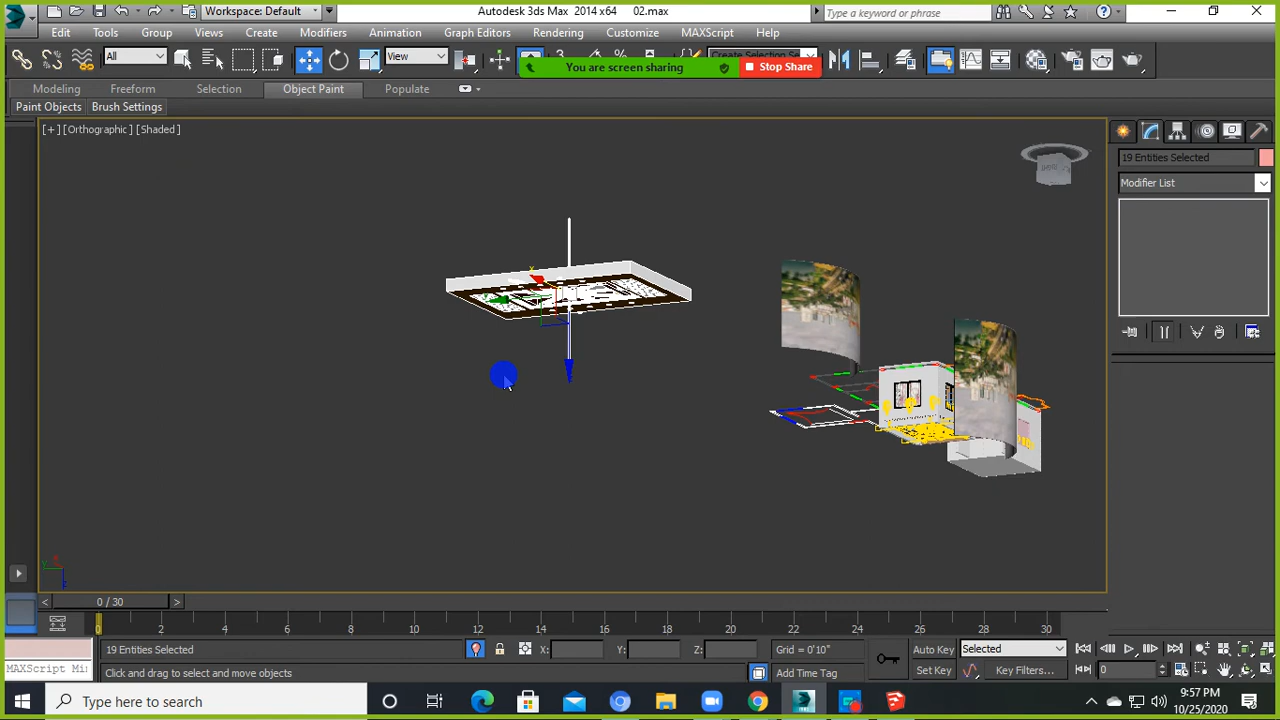 Workspace: Default
Autodesk 3ds Max 2014 x64
02.max
Type a keyword or phrase
Edit Tools Group Views Create Modifiers Animation Graph Editors Rendering Customize MAXScript Help
All
View
You are screen sharing
Stop Share
Modeling Freeform Selection Object Paint Populate
Paint Objects Brush Settings
[+] [Orthographic] [Shaded]
19 Entities Selected
Modifier List
0 / 30
0 2 4 6 8 10 12 14 16 18 20 22 24 26 28 30
19 Entities Selected
X: Y: Z:
Grid = 0'10"
Auto Key
Selected
MAXScript Mi
Click and drag to select and move objects
Add Time Tag
Set Key
Key Filters...
0
Type here to search
9:57 PM
10/25/2020